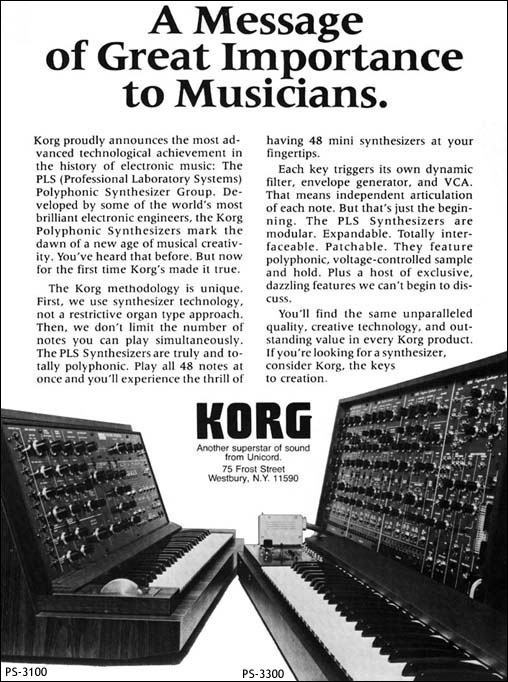 A Message
of Great Importance
to Musicians.
Korg proudly announces the most ad-
vanced technological achievement in
the history of electronic music: The
PLS (Professional Laboratory Systems)
Polyphonic Synthesizer Group. De-
veloped by some of the world's most
brilliant electronic engineers, the Korg
Polyphonic Synthesizers mark the
dawn of a new age of musical creativ-
ity. You've heard that before. But now
for the first time Korg's made it true.
The Korg methodology is unique.
First, we use synthesizer technology,
not a restrictive organ type approach.
Then, we don't limit the number of
notes you can play simultaneously.
The PLS Synthesizers are truly and to-
tally polyphonic. Play all 48 notes at
once and you'll experience the thrill of
having 48 mini synthesizers at your
fingertips.
Each key triggers its own dynamic
filter, envelope generator, and VCA.
That means independent articulation
of each note. But that's just the begin-
ning. The PLS Synthesizers are
modular. Expandable. Totally inter-
faceable. Patchable. They feature
polyphonic, voltage-controlled sample
and hold. Plus a host of exclusive,
dazzling features we can't begin to dis-
cuss.
You'll find the same unparalleled
quality, creative technology, and out-
standing value in every Korg product.
If you're looking for a synthesizer,
consider Korg, the keys
to creation.
KORG
Another superstar of sound
from Unicord.
75 Frost Street
Westbury, N.Y. 11590
PS-3100
PS-3300